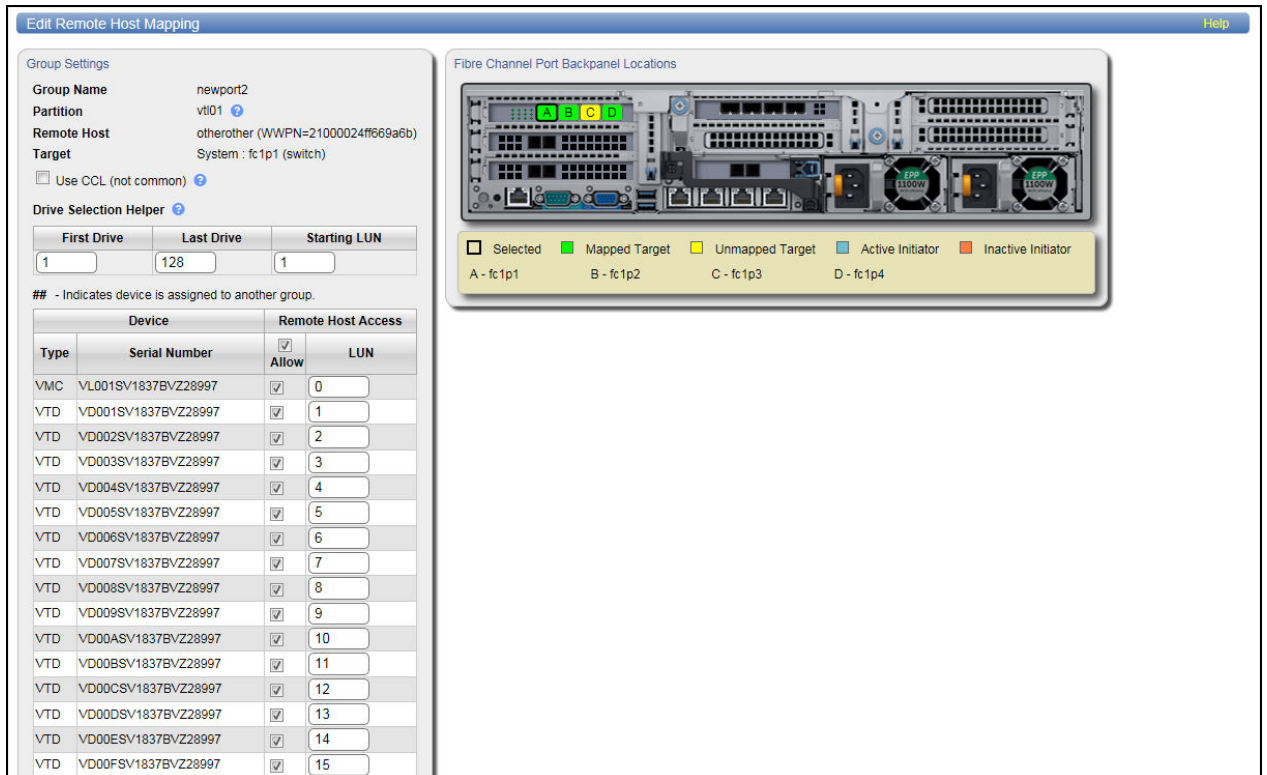 Edit Remote Host Mapping Help
Group Settings
Group Name newport2
Partition vtl01 ?
Remote Host otherother (WWPN=21000024ff669a6b)
Target System : fc1p1 (switch)
Use CCL (not common) ?
Drive Selection Helper ?
First Drive Last Drive Starting LUN
1 128 1
## - Indicates device is assigned to another group.
Device Remote Host Access
Type Serial Number Allow LUN
VMC VL001SV1837BVZ28997 0
VTD VD001SV1837BVZ28997 1
VTD VD002SV1837BVZ28997 2
VTD VD003SV1837BVZ28997 3
VTD VD004SV1837BVZ28997 4
VTD VD005SV1837BVZ28997 5
VTD VD006SV1837BVZ28997 6
VTD VD007SV1837BVZ28997 7
VTD VD008SV1837BVZ28997 8
VTD VD009SV1837BVZ28997 9
VTD VD00ASV1837BVZ28997 10
VTD VD00BSV1837BVZ28997 11
VTD VD00CSV1837BVZ28997 12
VTD VD00DSV1837BVZ28997 13
VTD VD00ESV1837BVZ28997 14
VTD VD00FSV1837BVZ28997 15
Fibre Channel Port Backpanel Locations
A B C D
EPP 1100W EPP 1100W
Selected Mapped Target Unmapped Target Active Initiator Inactive Initiator
A - fc1p1 B - fc1p2 C - fc1p3 D - fc1p4